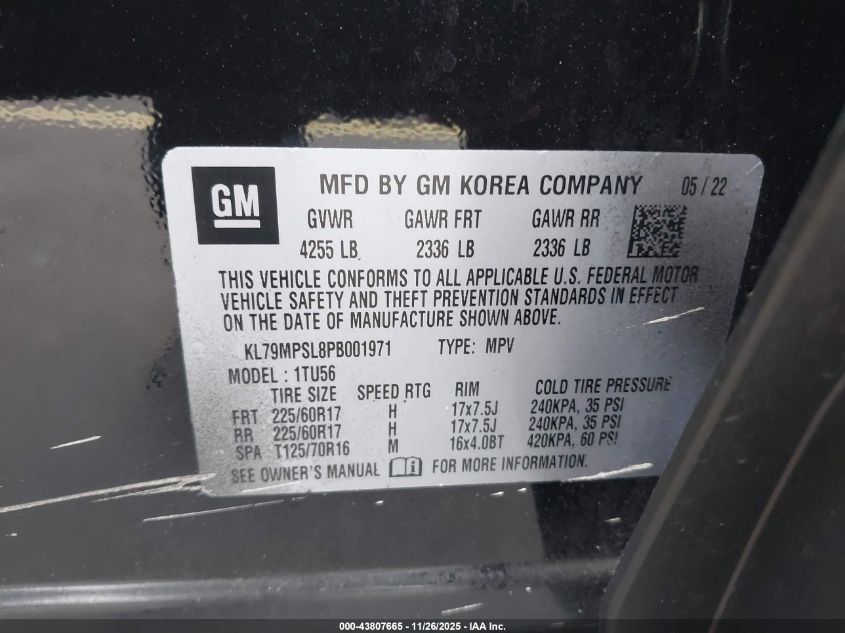 GM
MFD BY GM KOREA COMPANY 05 / 22
GVWR GAWR FRT GAWR RR
4255 LB 2336 LB 2336 LB
THIS VEHICLE CONFORMS TO ALL APPLICABLE U.S. FEDERAL MOTOR
VEHICLE SAFETY AND THEFT PREVENTION STANDARDS IN EFFECT
ON THE DATE OF MANUFACTURE SHOWN ABOVE.
KL79MPSL8PB001971 TYPE: MPV
MODEL : 1TU56
TIRE SIZE SPEED RTG RIM COLD TIRE PRESSURE
FRT 225/60R17 H 17x7.5J 240KPA, 35 PSI
RR 225/60R17 H 17x7.5J 240KPA, 35 PSI
SPA T125/70R16 M 16x4.0BT 420KPA, 60 PSI
SEE OWNER'S MANUAL FOR MORE INFORMATION.
000-43807665 - 11/26/2025 - IAA Inc.